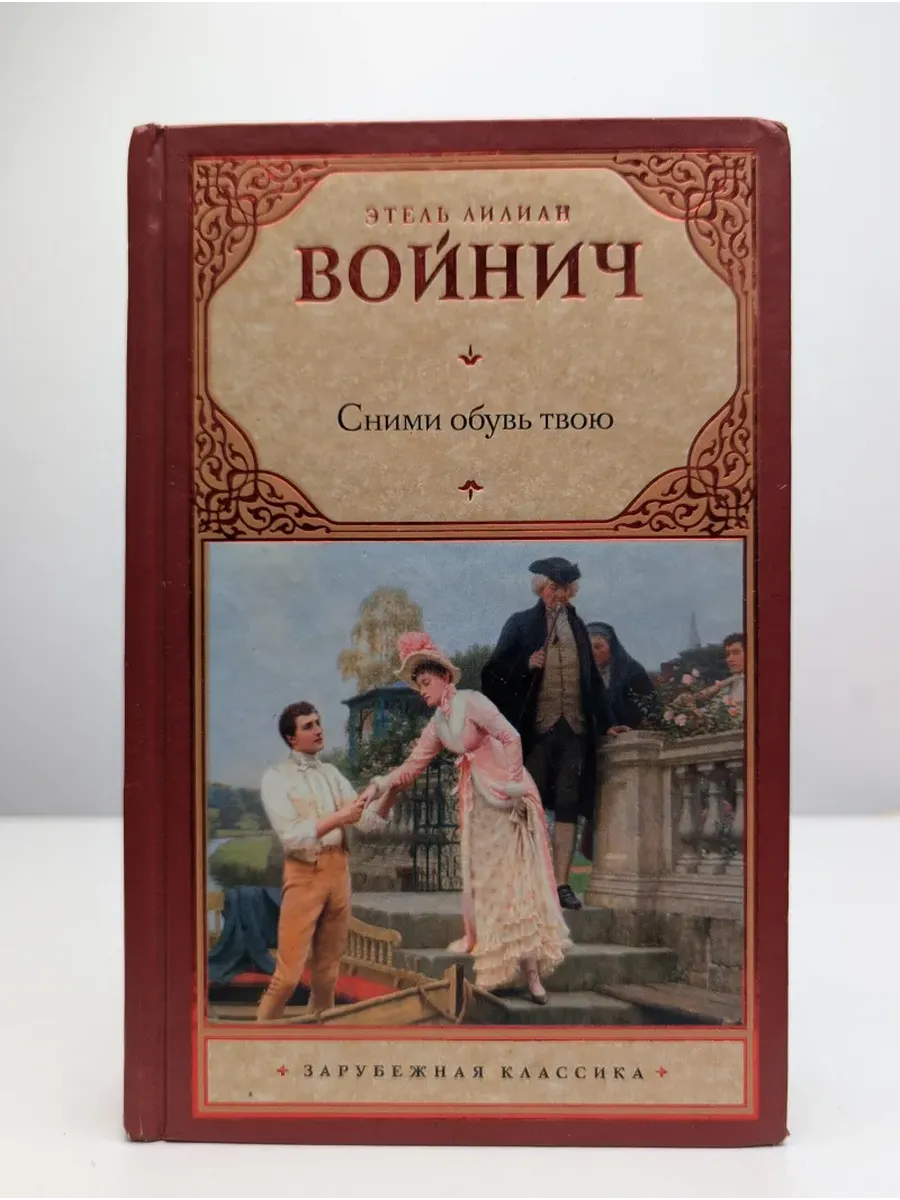 ЭТЕЛЬ ЛИЛИАН
ВОЙНИЧ
Сними обувь твою
ЗАРУБЕЖНАЯ КЛАССИКА